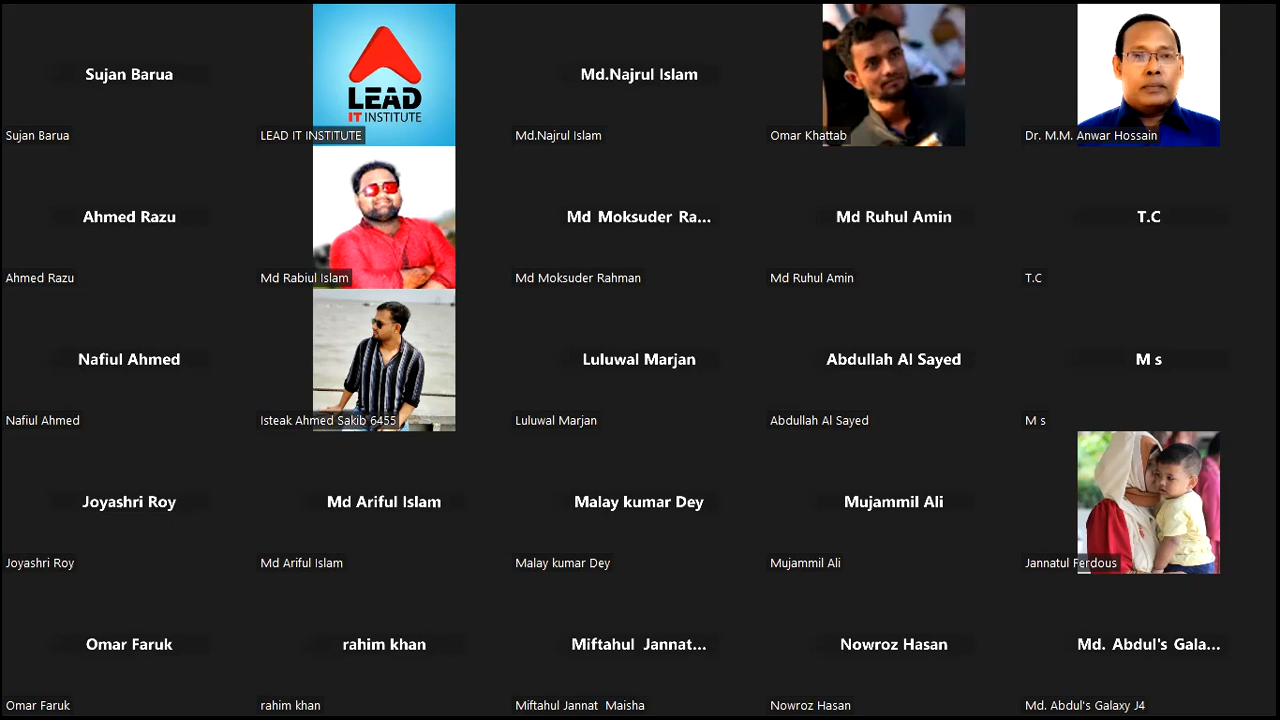 Sujan Barua
LEAD
IT INSTITUTE
Md.Najrul Islam
Sujan Barua
LEAD IT INSTITUTE
Md.Najrul Islam
Omar Khattab
Dr. M.M. Anwar Hossain
Ahmed Razu
Md Moksuder Ra...
Md Ruhul Amin
T.C
Ahmed Razu
Md Rabiul Islam
Md Moksuder Rahman
Md Ruhul Amin
T.C
Nafiul Ahmed
Luluwal Marjan
Abdullah Al Sayed
M s
Nafiul Ahmed
Isteak Ahmed Sakib 6455
Luluwal Marjan
Abdullah Al Sayed
M s
Joyashri Roy
Md Ariful Islam
Malay kumar Dey
Mujammil Ali
Joyashri Roy
Md Ariful Islam
Malay kumar Dey
Mujammil Ali
Jannatul Ferdous
Omar Faruk
rahim khan
Miftahul Jannat...
Nowroz Hasan
Md. Abdul's Gala...
Omar Faruk
rahim khan
Miftahul Jannat Maisha
Nowroz Hasan
Md. Abdul's Galaxy J4